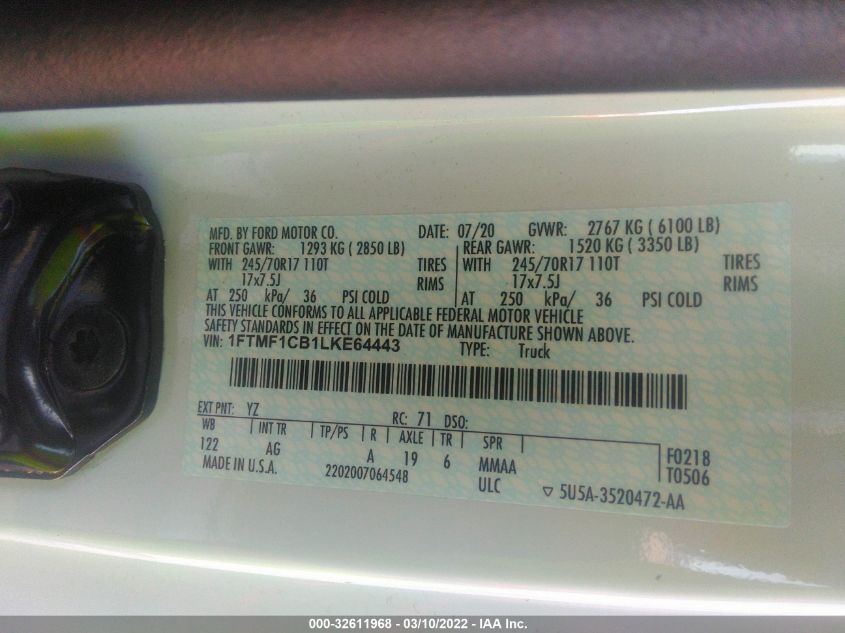 MFD. BY FORD MOTOR CO. DATE: 07/20 GVWR: 2767 KG ( 6100 LB)
FRONT GAWR: 1293 KG ( 2850 LB) REAR GAWR: 1520 KG ( 3350 LB)
WITH 245/70R17 110T TIRES WITH 245/70R17 110T TIRES
17x7.5J RIMS 17x7.5J RIMS
AT 250 kPa/ 36 PSI COLD AT 250 kPa/ 36 PSI COLD
THIS VEHICLE CONFORMS TO ALL APPLICABLE FEDERAL MOTOR VEHICLE
SAFETY STANDARDS IN EFFECT ON THE DATE OF MANUFACTURE SHOWN ABOVE.
VIN: 1FTMF1CB1LKE64443 TYPE: Truck
EXT PNT: YZ RC: 71 DSO:
WB INT TR TP/PS R AXLE TR SPR
122 AG A 19 6 MMAA F0218
MADE IN U.S.A. 2202007064548 ULC T0506
5U5A-3520472-AA
000-32611968 - 03/10/2022 - IAA Inc.